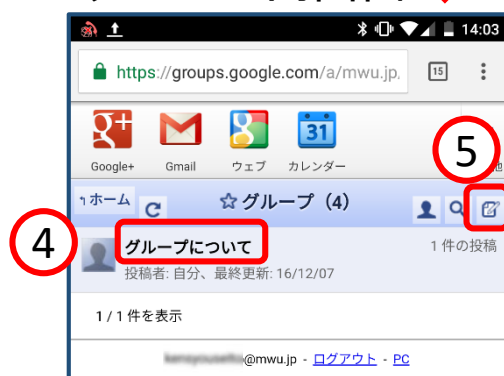 14:03
https://groups.google.com/a/mwu.jp.
15
g+
31
Google+ Gmail ウェブ カレンダー
他
5
ホーム
☆グループ（4）
4
グループについて
1 件の投稿
投稿者: 自分、最終更新: 16/12/07
1 / 1 件を表示
@mwu.jp - ログアウト - PC